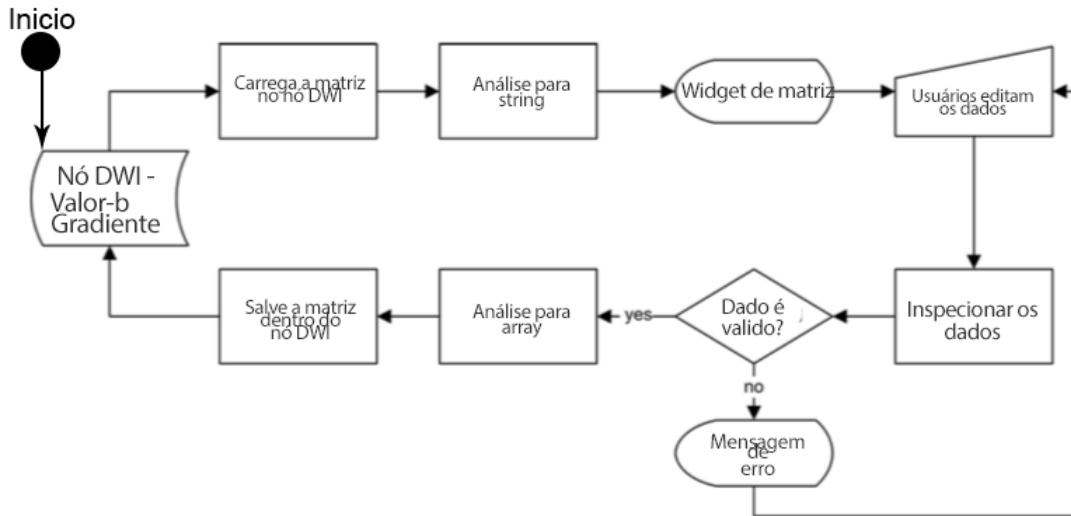 Inicio
Carrega a matriz
no nó DWI
Análise para
string
Widget de matriz
Usuários editam
os dados
Nó DWI -
Valor-b
Gradiente
Salve a matriz
dentro do
nó DWI
Análise para
array
yes
Dado é
valido?
Inspecionar os
dados
no
Mensagem
de
erro